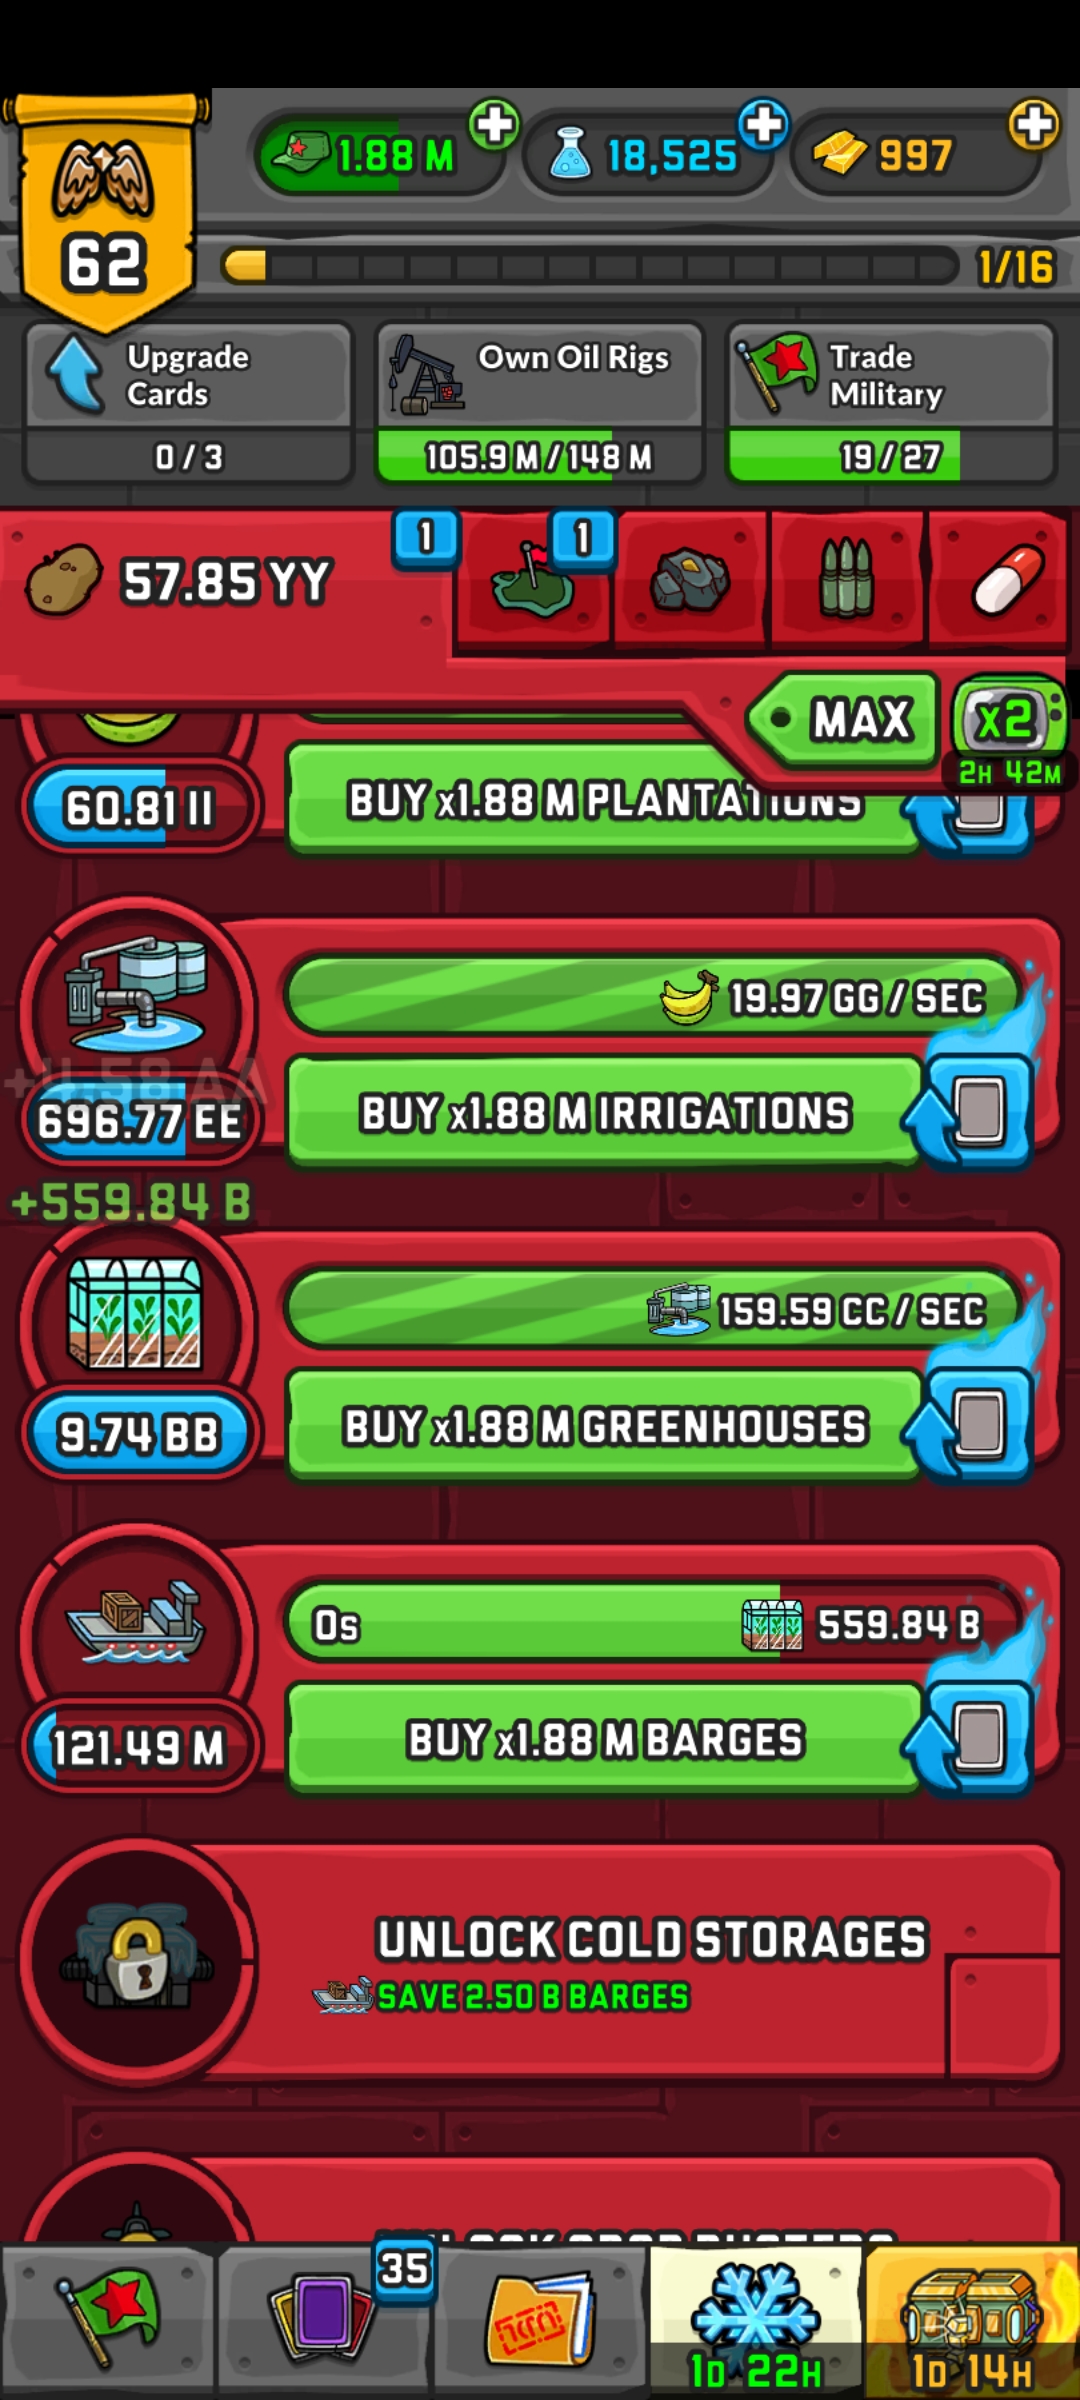 1.88 M
18,525
997
62
1/16
Upgrade
Cards
0 / 3
Own Oil Rigs
105.9 M / 148 M
Trade
Military
19 / 27
57.85 YY
1
1
MAX
x2
2H 42M
60.81 II
BUY x1.88 M PLANTATIONS
19.97 GG / SEC
696.77 EE
BUY x1.88 M IRRIGATIONS
+559.84 B
159.59 CC / SEC
9.74 BB
BUY x1.88 M GREENHOUSES
0s
559.84 B
121.49 M
BUY x1.88 M BARGES
UNLOCK COLD STORAGES
SAVE 2.50 B BARGES
35
1D 22H
1D 14H